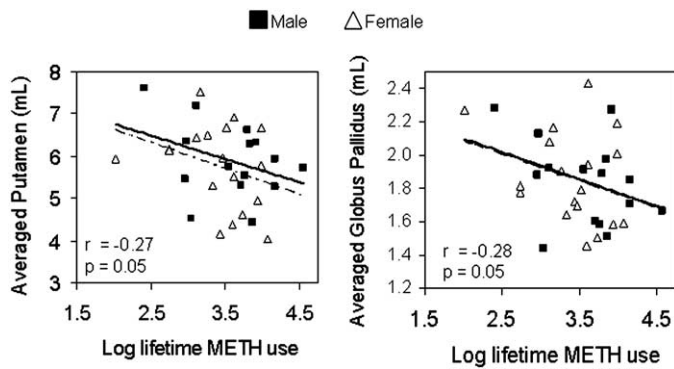 Male Female
Averaged Putamen (mL)
8
7
6
5
4
3
r = -0.27
p = 0.05
1.5 2.5 3.5 4.5
Log lifetime METH use
Averaged Globus Pallidus (mL)
2.4
2.2
2.0
1.8
1.6
1.4
1.2
r = -0.28
p = 0.05
1.5 2.5 3.5 4.5
Log lifetime METH use